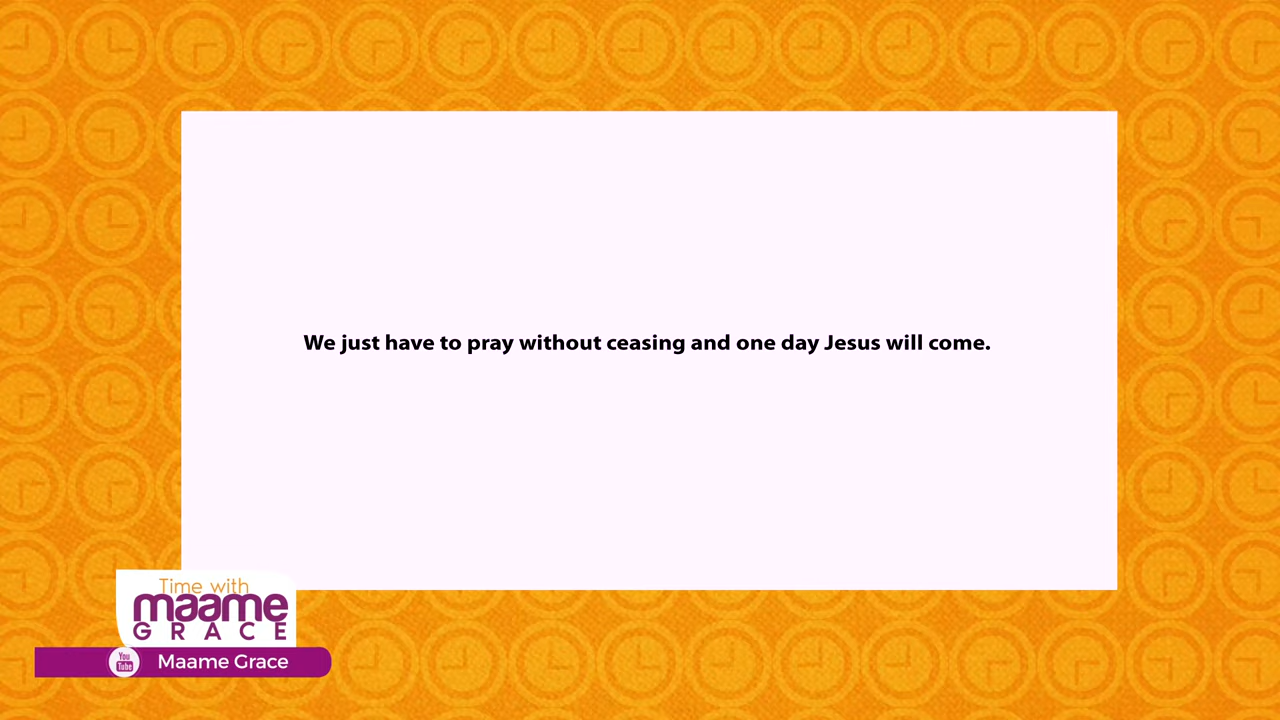 We just have to pray without ceasing and one day Jesus will come.
Time with
maame
GRACE
You
Tube
Maame Grace